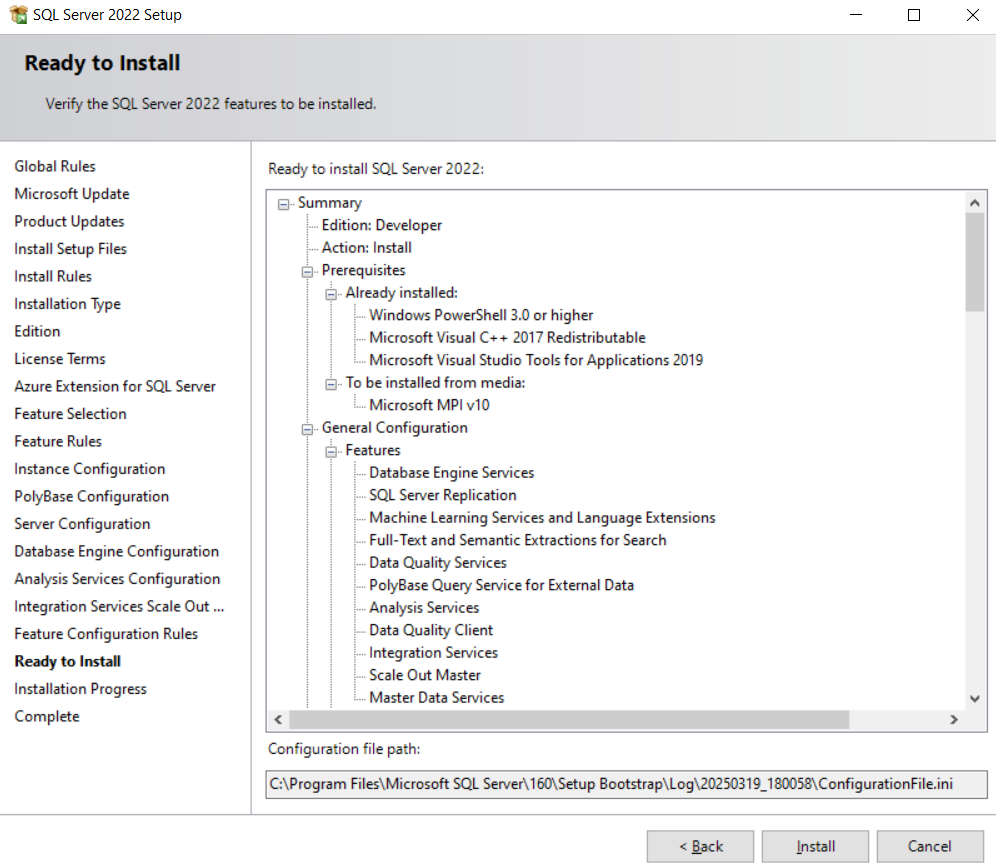 SQL Server 2022 Setup
Ready to Install
Verify the SQL Server 2022 features to be installed.
Global Rules
Microsoft Update
Product Updates
Install Setup Files
Install Rules
Installation Type
Edition
License Terms
Azure Extension for SQL Server
Feature Selection
Feature Rules
Instance Configuration
PolyBase Configuration
Server Configuration
Database Engine Configuration
Analysis Services Configuration
Integration Services Scale Out ...
Feature Configuration Rules
Ready to Install
Installation Progress
Complete
Ready to install SQL Server 2022:
Summary
Edition: Developer
Action: Install
Prerequisites
Already installed:
Windows PowerShell 3.0 or higher
Microsoft Visual C++ 2017 Redistributable
Microsoft Visual Studio Tools for Applications 2019
To be installed from media:
Microsoft MPI v10
General Configuration
Features
Database Engine Services
SQL Server Replication
Machine Learning Services and Language Extensions
Full-Text and Semantic Extractions for Search
Data Quality Services
PolyBase Query Service for External Data
Analysis Services
Data Quality Client
Integration Services
Scale Out Master
Master Data Services
Configuration file path:
C:\Program Files\Microsoft SQL Server\160\Setup Bootstrap\Log\20250319_180058\ConfigurationFile.ini
< Back
Install
Cancel